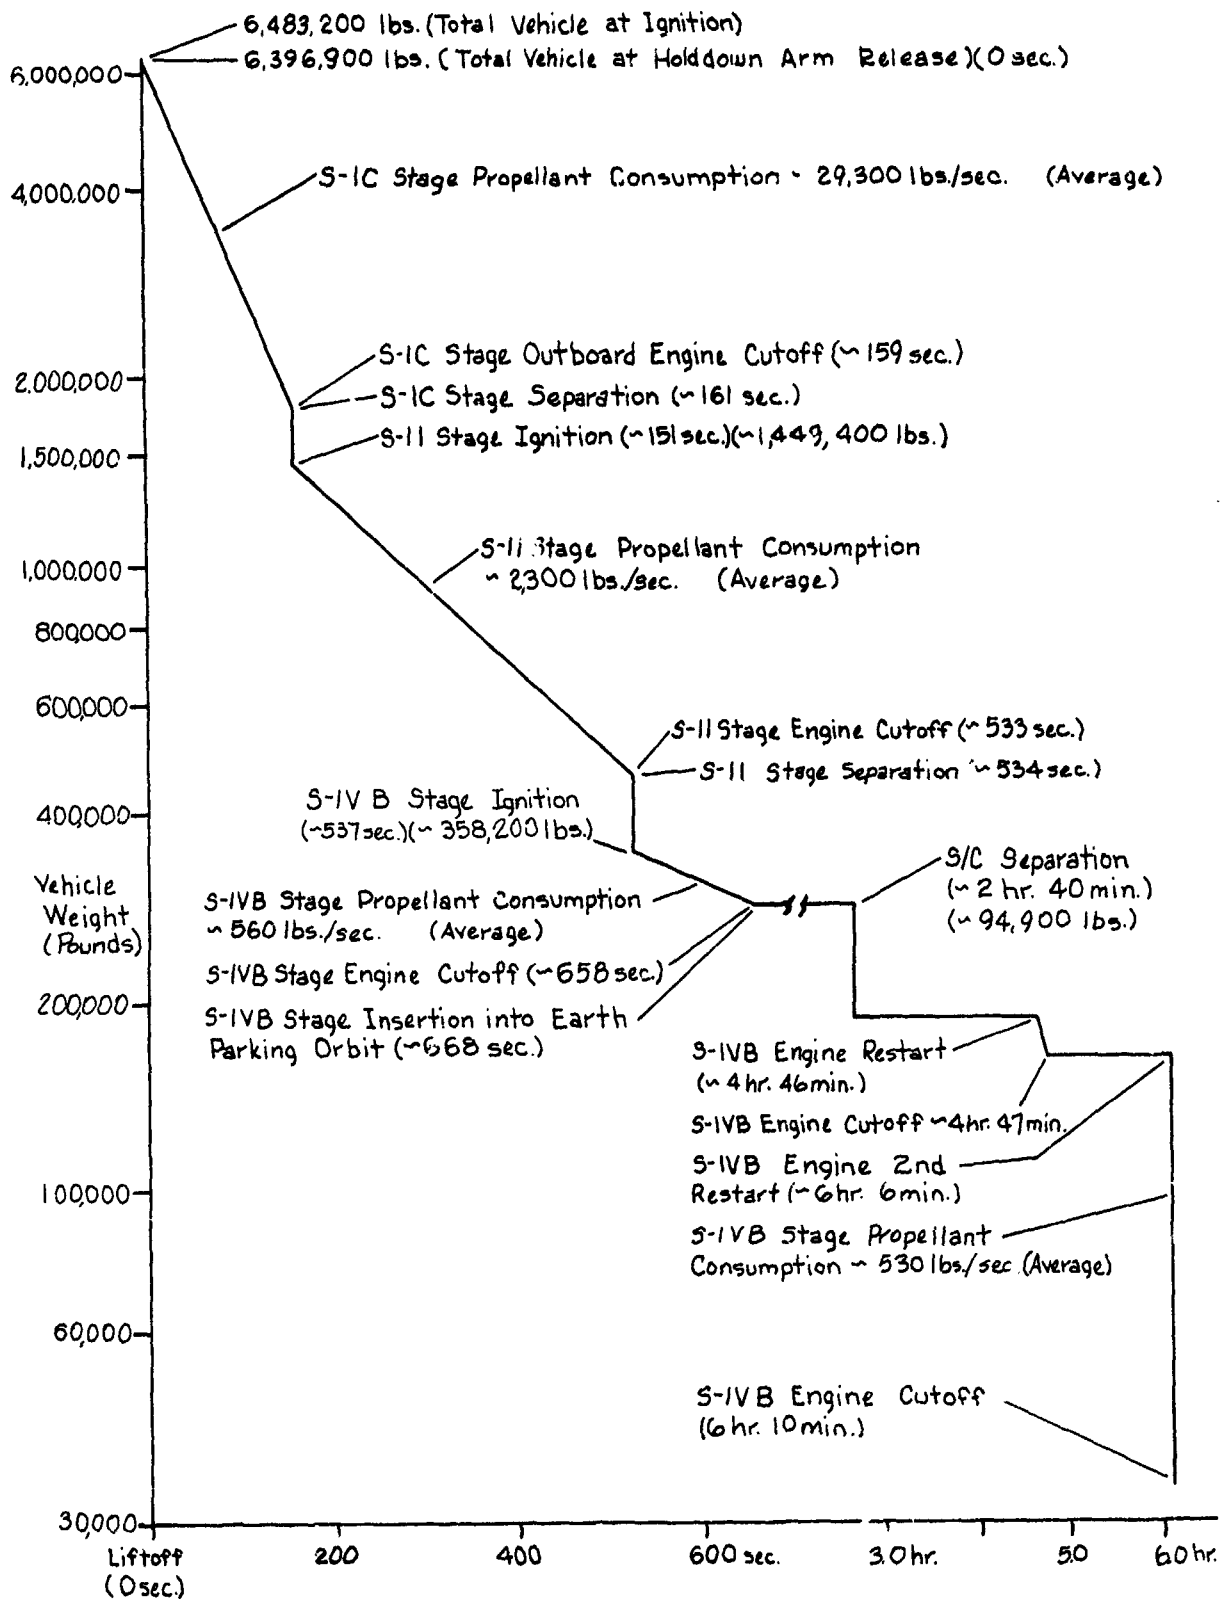 6,483,200 lbs. (Total Vehicle at Ignition)
6,396,900 lbs. (Total Vehicle at Holddown Arm Release)(0 sec.)
6,000,000
S-IC Stage Propellant Consumption ~ 29,300 lbs./sec. (Average)
4,000,000
S-IC Stage Outboard Engine Cutoff (~159 sec.)
2,000,000
S-IC Stage Separation (~161 sec.)
S-II Stage Ignition (~151 sec.)(~1,449,400 lbs.)
1,500,000
S-II Stage Propellant Consumption
~ 2,300 lbs./sec. (Average)
1,000,000
800,000
600,000
S-II Stage Engine Cutoff (~533 sec.)
S-II Stage Separation ~534 sec.)
S-IV B Stage Ignition
(~537 sec.)(~ 358,200 lbs.)
400,000
S/C Separation
(~ 2 hr. 40 min.)
(~ 94,900 lbs.)
Vehicle
Weight
(Pounds)
S-IVB Stage Propellant Consumption
~ 560 lbs./sec. (Average)
S-IVB Stage Engine Cutoff (~658 sec.)
200,000
S-IVB Stage Insertion into Earth
Parking Orbit (~668 sec.)
S-IVB Engine Restart
(~ 4 hr. 46 min.)
S-IVB Engine Cutoff ~4 hr. 47 min.
S-IVB Engine 2nd
Restart (~6 hr. 6 min.)
100,000
S-IVB Stage Propellant
Consumption ~ 530 lbs./sec. (Average)
60,000
S-IV B Engine Cutoff
(6 hr. 10 min.)
30,000
Liftoff
(0 sec.)
200
400
600 sec.
3.0 hr.
5.0
6.0 hr.